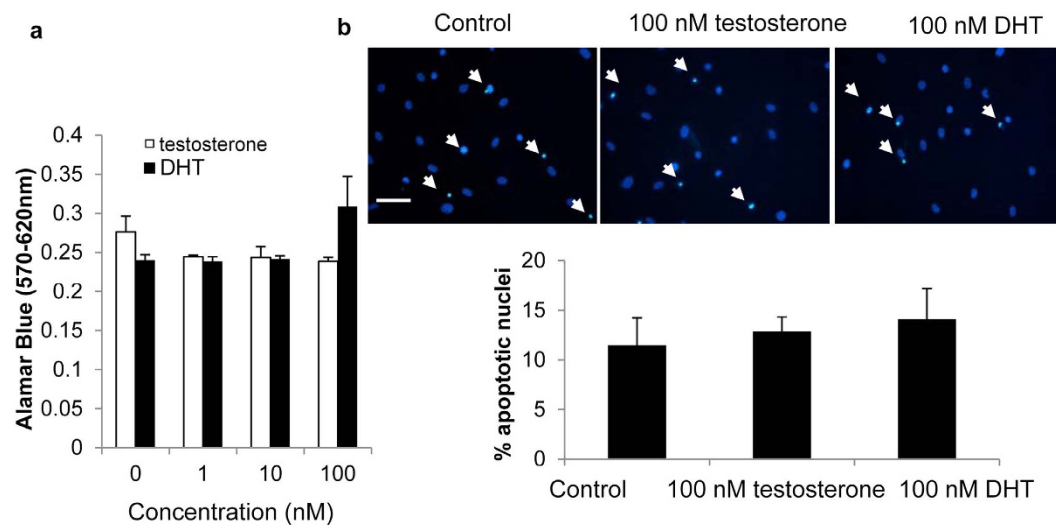 a
Alamar Blue (570-620nm)
0.4
0.35
0.3
0.25
0.2
0.15
0.1
0.05
0
testosterone
DHT
0 1 10 100
Concentration (nM)
b
Control 100 nM testosterone 100 nM DHT
% apoptotic nuclei
20
15
10
5
0
Control 100 nM testosterone 100 nM DHT